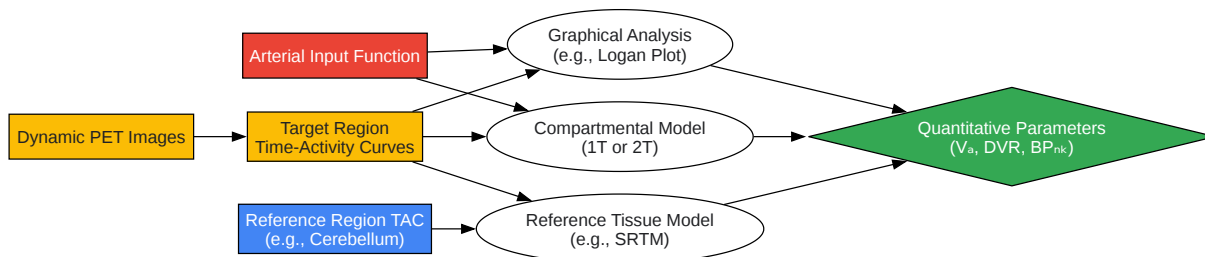 Arterial Input Function
Graphical Analysis
(e.g., Logan Plot)
Dynamic PET Images
Target Region
Time-Activity Curves
Compartmental Model
(1T or 2T)
Quantitative Parameters
(Vₐ, DVR, BPₙₖ)
Reference Region TAC
(e.g., Cerebellum)
Reference Tissue Model
(e.g., SRTM)